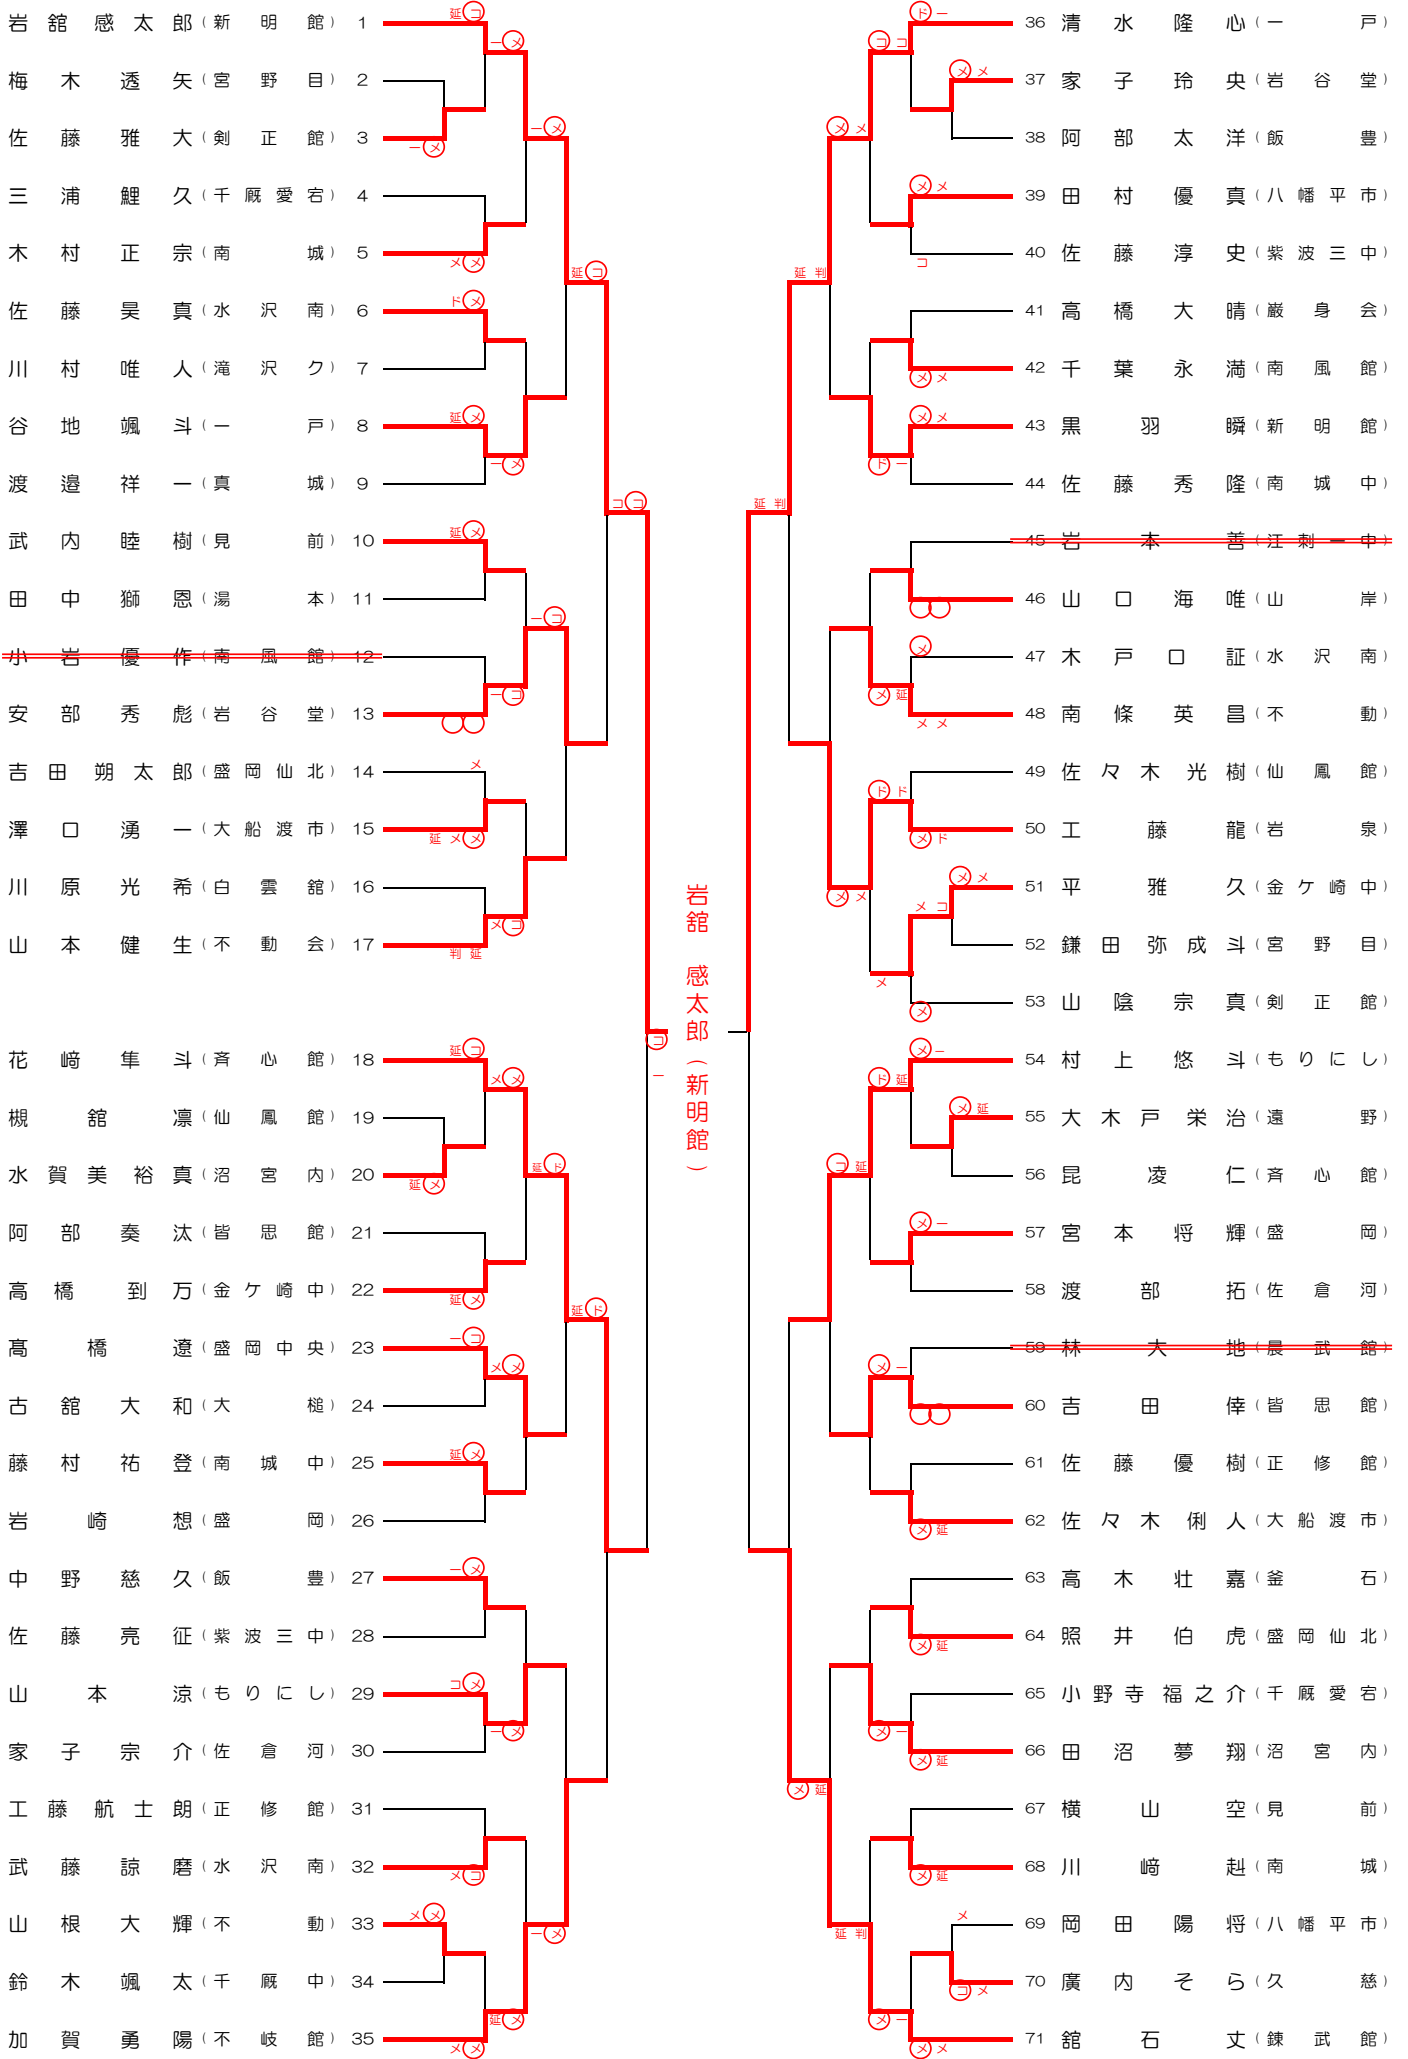 岩舘感太郎（新明館）1
梅木透矢（宮野目）2
佐藤雅大（剣正館）3
三浦鯉久（千厩愛宕）4
木村正宗（南城）5
佐藤昊真（水沢南）6
川村唯人（滝沢ク）7
谷地颯斗（一戸）8
渡邉祥一（真城）9
武内睦樹（見前）10
田中獅恩（湯本）11
小岩優作（南風館）12
安部秀彪（岩谷堂）13
吉田朔太郎（盛岡仙北）14
澤口湧一（大船渡市）15
川原光希（白雲舘）16
山本健生（不動会）17
花﨑隼斗（斉心館）18
槻舘凛（仙鳳館）19
水賀美裕真（沼宮内）20
阿部奏汰（皆思館）21
高橋到万（金ケ崎中）22
髙橋遼（盛岡中央）23
古舘大和（大槌）24
藤村祐登（南城中）25
岩崎想（盛岡）26
中野慈久（飯豊）27
佐藤亮征（紫波三中）28
山本涼（もりにし）29
家子宗介（佐倉河）30
工藤航士朗（正修館）31
武藤諒磨（水沢南）32
山根大輝（不動）33
鈴木颯太（千厩中）34
加賀勇陽（不岐館）35
岩舘 感太郎（新明館）
36 清水隆心（一戸）
37 家子玲央（岩谷堂）
38 阿部太洋（飯豊）
39 田村優真（八幡平市）
40 佐藤淳史（紫波三中）
41 高橋大晴（巌身会）
42 千葉永満（南風館）
43 黒羽瞬（新明館）
44 佐藤秀隆（南城中）
45 岩本善（江刺一中）
46 山口海唯（山岸）
47 木戸口証（水沢南）
48 南條英昌（不動）
49 佐々木光樹（仙鳳館）
50 工藤龍（岩泉）
51 平雅久（金ケ崎中）
52 鎌田弥成斗（宮野目）
53 山陰宗真（剣正館）
54 村上悠斗（もりにし）
55 大木戸栄治（遠野）
56 昆凌仁（斉心館）
57 宮本将輝（盛岡）
58 渡部拓（佐倉河）
59 林大地（晨武館）
60 吉田倖（皆思館）
61 佐藤優樹（正修館）
62 佐々木俐人（大船渡市）
63 高木壮嘉（釜石）
64 照井伯虎（盛岡仙北）
65 小野寺福之介（千厩愛宕）
66 田沼夢翔（沼宮内）
67 横山空（見前）
68 川﨑赳（南城）
69 岡田陽将（八幡平市）
70 廣内そら（久慈）
71 舘石丈（錬武館）